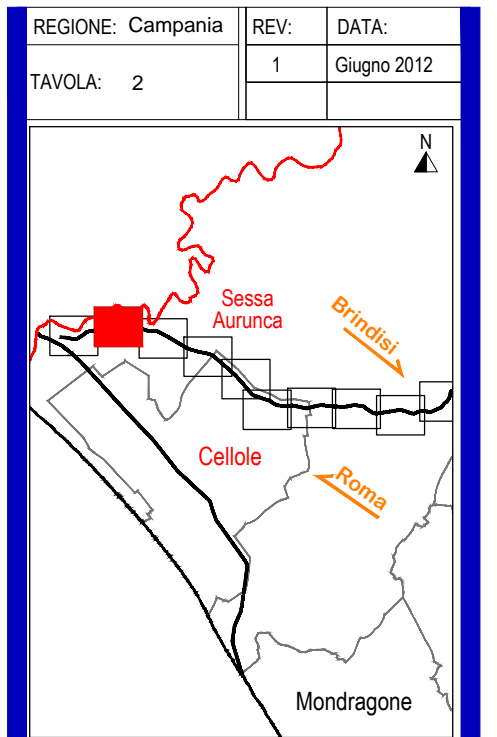 REGIONE: Campania
REV:
DATA:
TAVOLA: 2
1
Giugno 2012
N
Sessa
Aurunca
Brindisi
Cellole
Roma
Mondragone